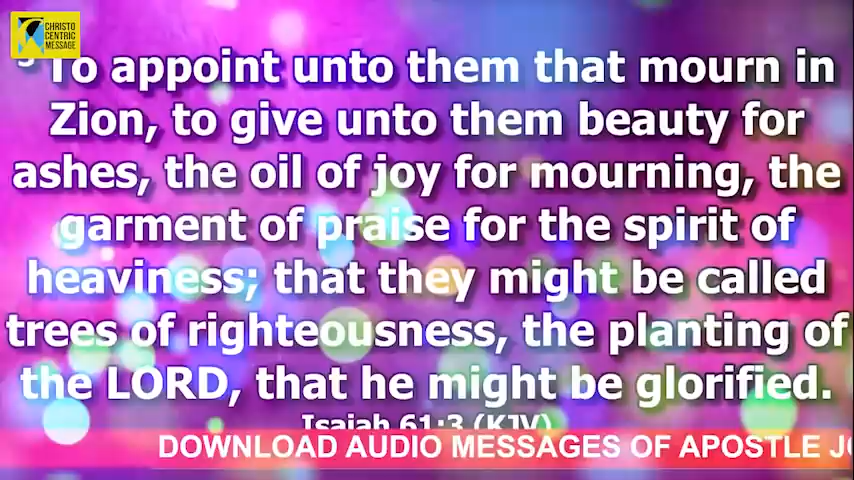 CHRISTO
CENTRIC
MESSAGE
3 To appoint unto them that mourn in
Zion, to give unto them beauty for
ashes, the oil of joy for mourning, the
garment of praise for the spirit of
heaviness; that they might be called
trees of righteousness, the planting of
the LORD, that he might be glorified.
Isaiah 61:3 (KJV)
DOWNLOAD AUDIO MESSAGES OF APOSTLE